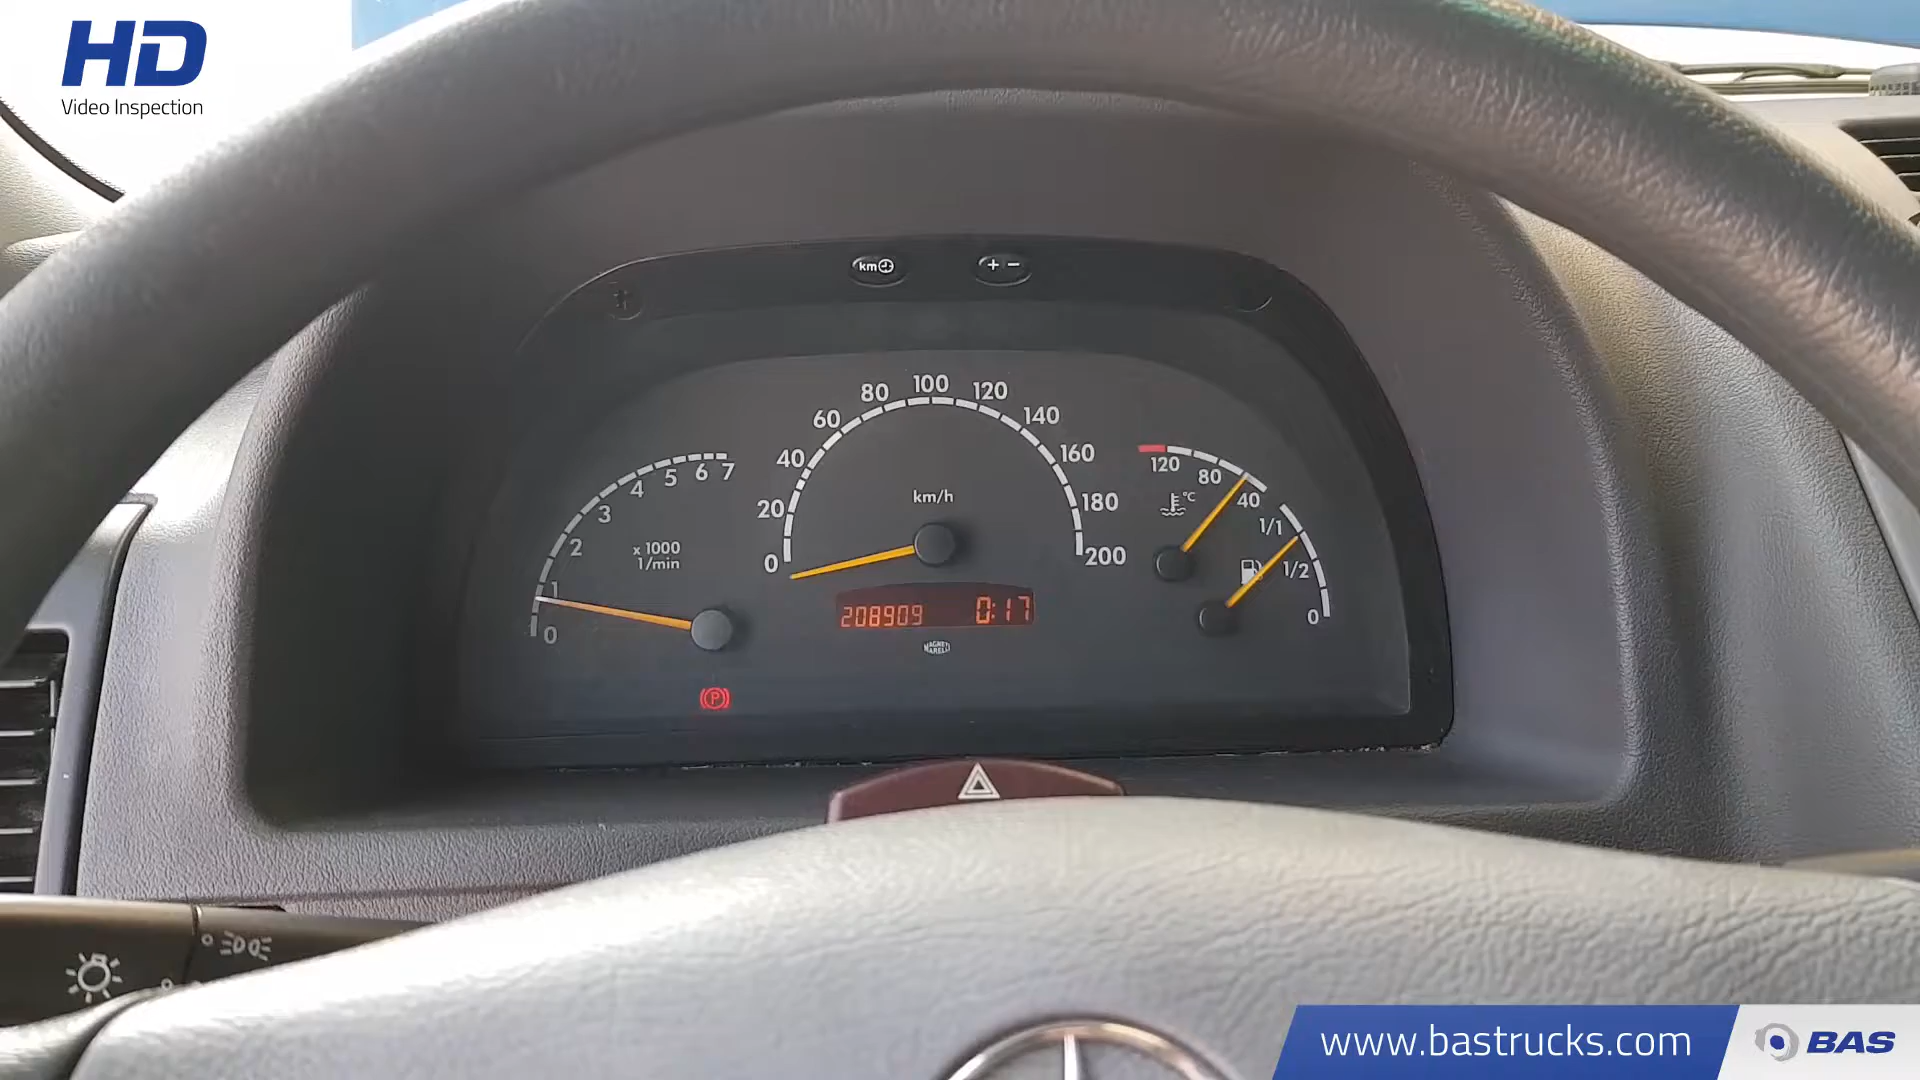 HD
Video Inspection
km
+ -
80 100 120
60 140
40 160
20 180
0 200
km/h
1 2 3 4 5 6 7
0
x 1000
1/min
120 80 40
°C
1/1
1/2
0
208909 0:17
MAGNETI
MARELLI
P
www.bastrucks.com
BAS